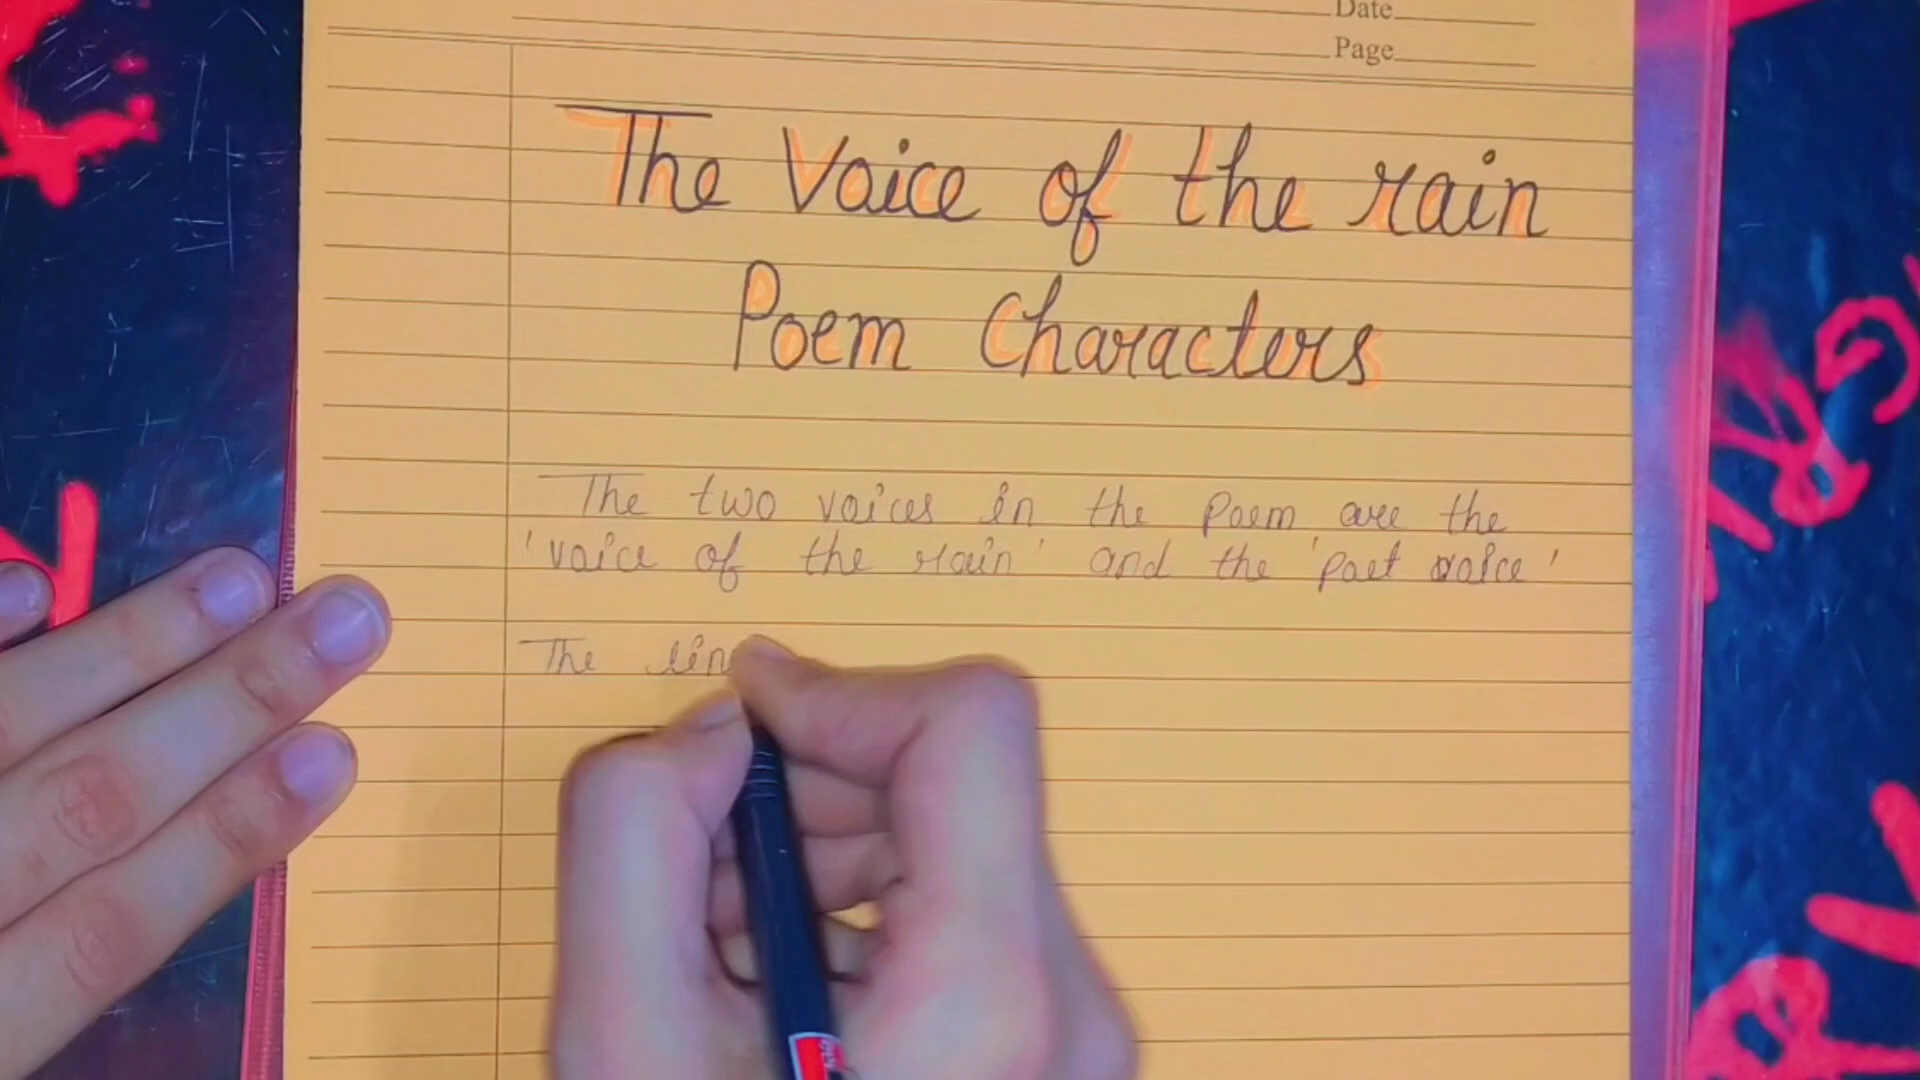 Date
Page
The Voice of the rain
Poem Characters
The two voices in the Poem are the
'voice of the rain' and the 'poet voice'
The lin